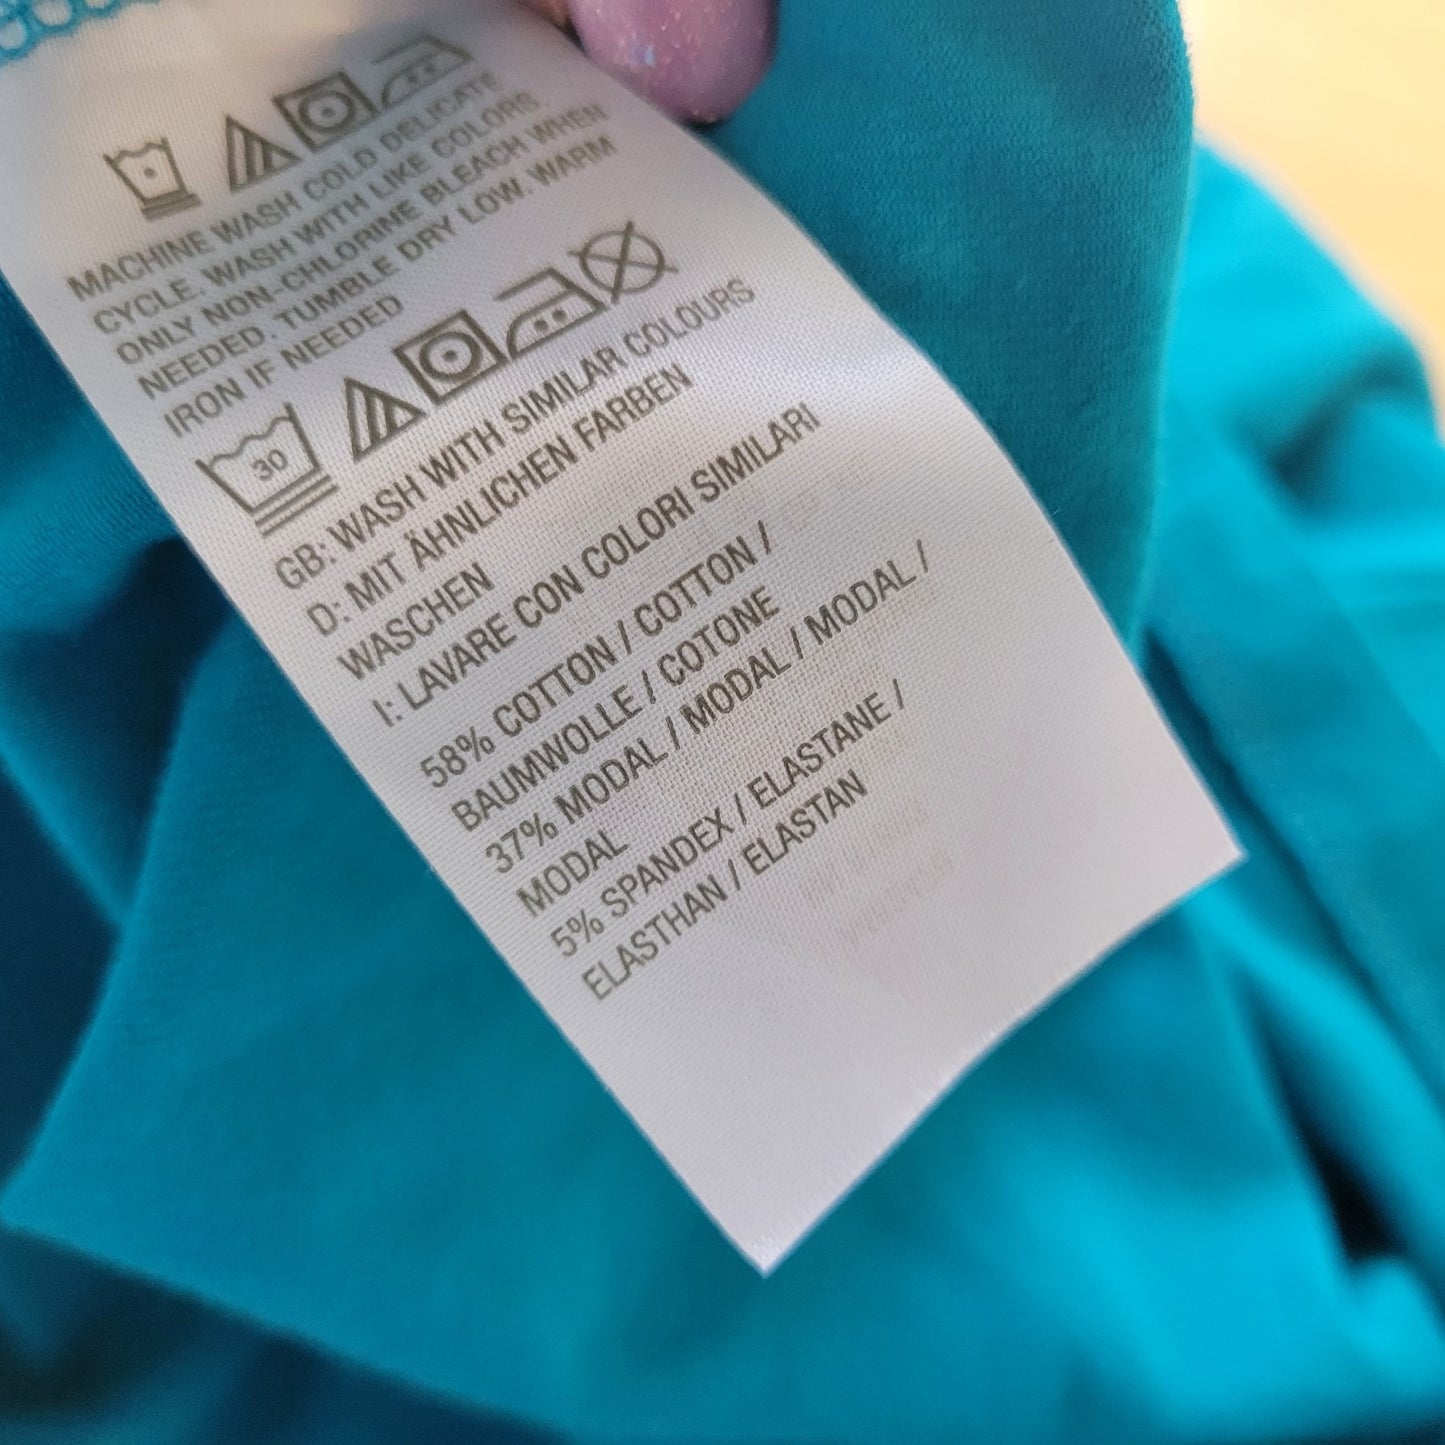 MACHINE WASH COLD DELICATE
CYCLE. WASH WITH LIKE COLORS.
ONLY NON-CHLORINE BLEACH WHEN
NEEDED. TUMBLE DRY LOW. WARM
IRON IF NEEDED
30
GB: WASH WITH SIMILAR COLOURS
D: MIT ÄHNLICHEN FARBEN
WASCHEN
I: LAVARE CON COLORI SIMILARI
58% COTTON / COTTON /
BAUMWOLLE / COTONE
37% MODAL / MODAL / MODAL /
MODAL
5% SPANDEX / ELASTANE /
ELASTHAN / ELASTAN